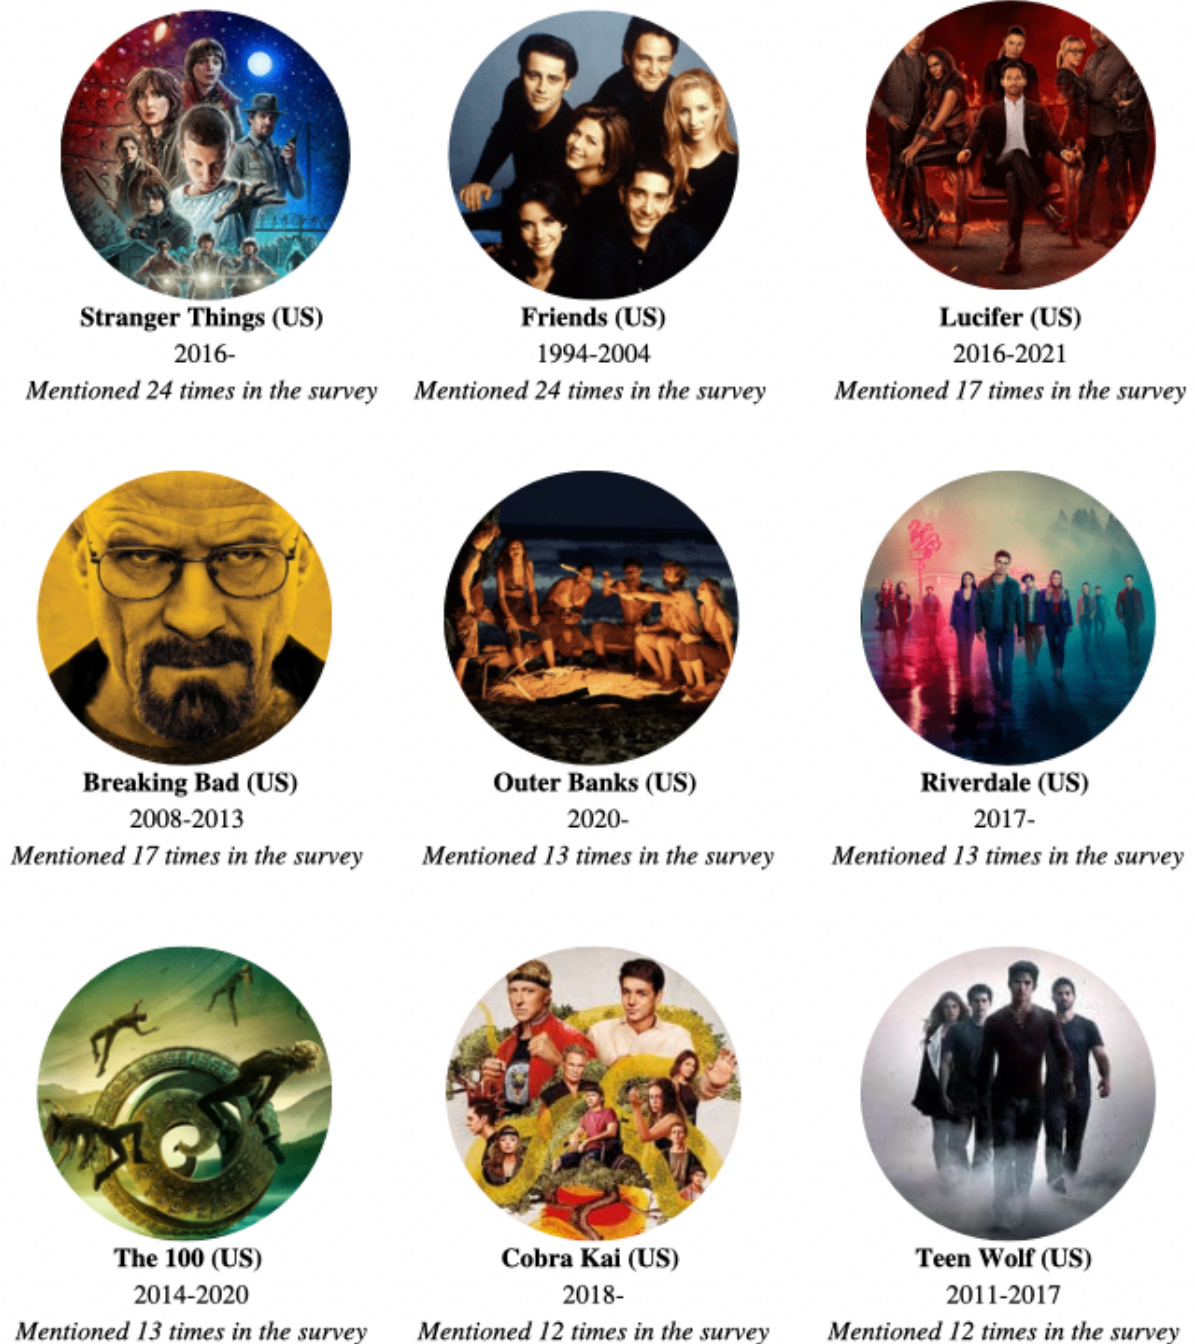 Stranger Things (US)
2016-
Mentioned 24 times in the survey
Friends (US)
1994-2004
Mentioned 24 times in the survey
Lucifer (US)
2016-2021
Mentioned 17 times in the survey
Breaking Bad (US)
2008-2013
Mentioned 17 times in the survey
Outer Banks (US)
2020-
Mentioned 13 times in the survey
Riverdale (US)
2017-
Mentioned 13 times in the survey
The 100 (US)
2014-2020
Mentioned 13 times in the survey
Cobra Kai (US)
2018-
Mentioned 12 times in the survey
Teen Wolf (US)
2011-2017
Mentioned 12 times in the survey